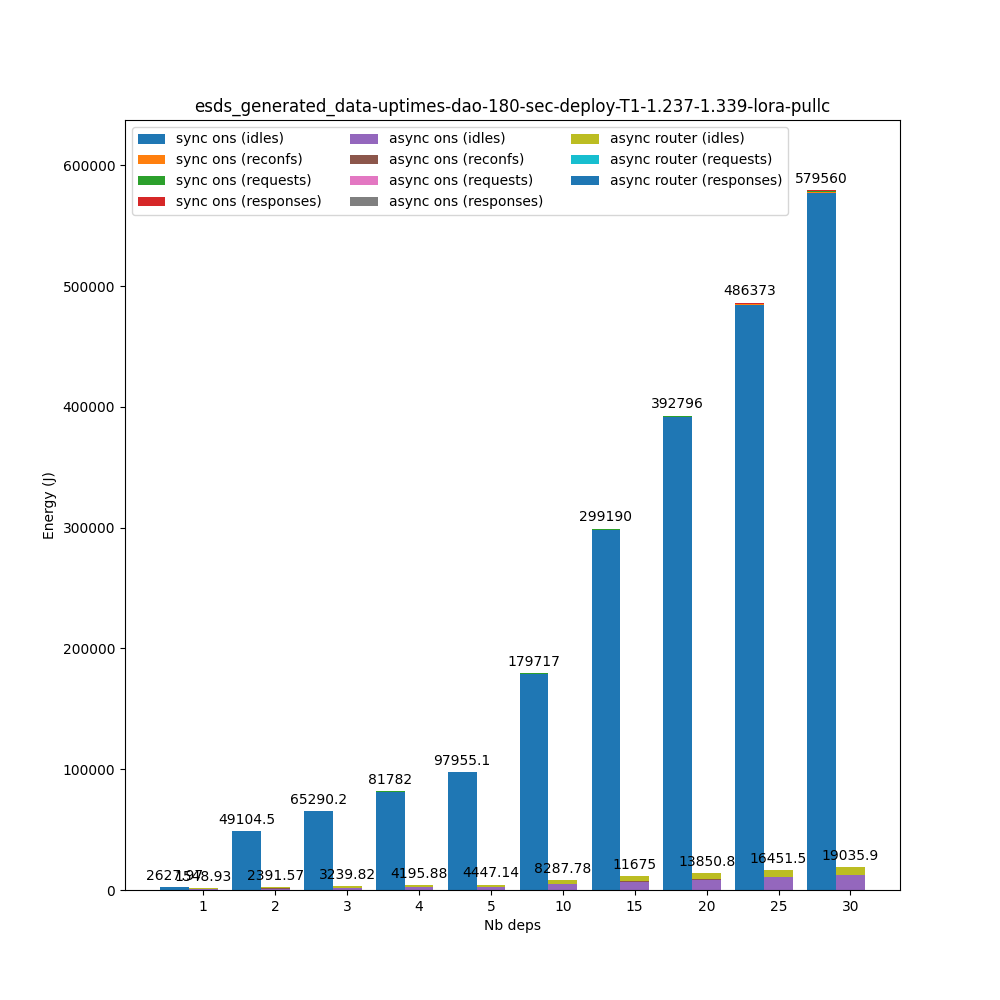 esds_generated_data-uptimes-dao-180-sec-deploy-T1-1.237-1.339-lora-pullc
sync ons (idles)
sync ons (reconfs)
sync ons (requests)
sync ons (responses)
async ons (idles)
async ons (reconfs)
async ons (requests)
async ons (responses)
async router (idles)
async router (requests)
async router (responses)
Energy (J)
600000
500000
400000
300000
200000
100000
0
49104.5
65290.2
81782
97955.1
179717
299190
392796
486373
579560
2627.97
1548.93
2391.57
3239.82
4195.88
4447.14
8287.78
11675
13850.8
16451.5
19035.9
1 2 3 4 5 10 15 20 25 30
Nb deps